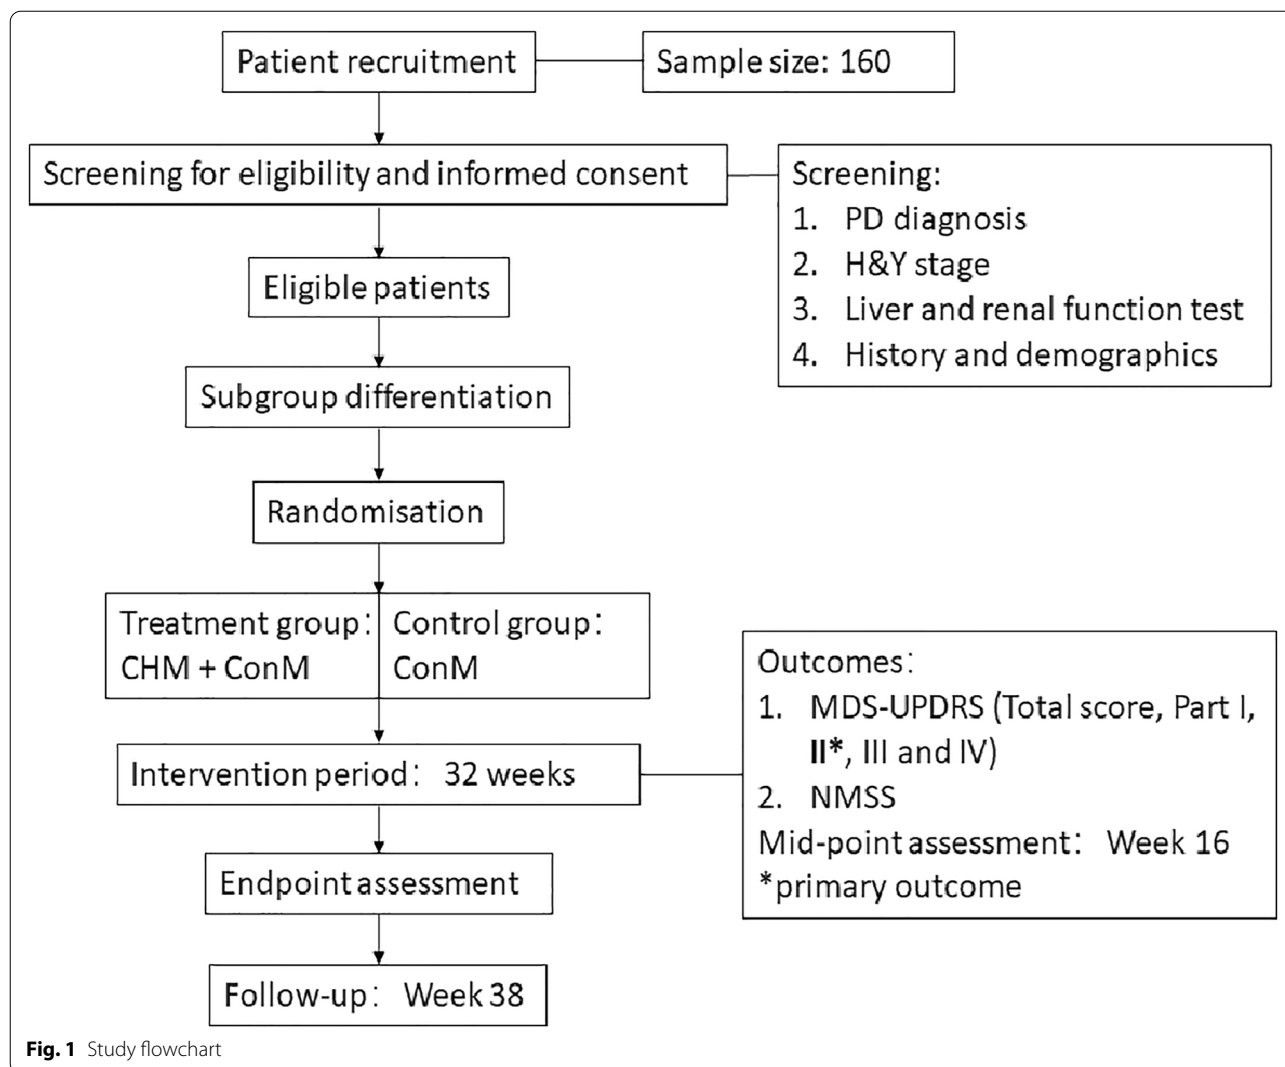 Patient recruitment
Sample size: 160
Screening for eligibility and informed consent
Screening:
1. PD diagnosis
2. H&Y stage
3. Liver and renal function test
4. History and demographics
Eligible patients
Subgroup differentiation
Randomisation
Treatment group:
CHM + ConM
Control group:
ConM
Intervention period: 32 weeks
Outcomes:
1. MDS-UPDRS (Total score, Part I,
II*, III and IV)
2. NMSS
Mid-point assessment: Week 16
*primary outcome
Endpoint assessment
Follow-up: Week 38
Fig. 1 Study flowchart